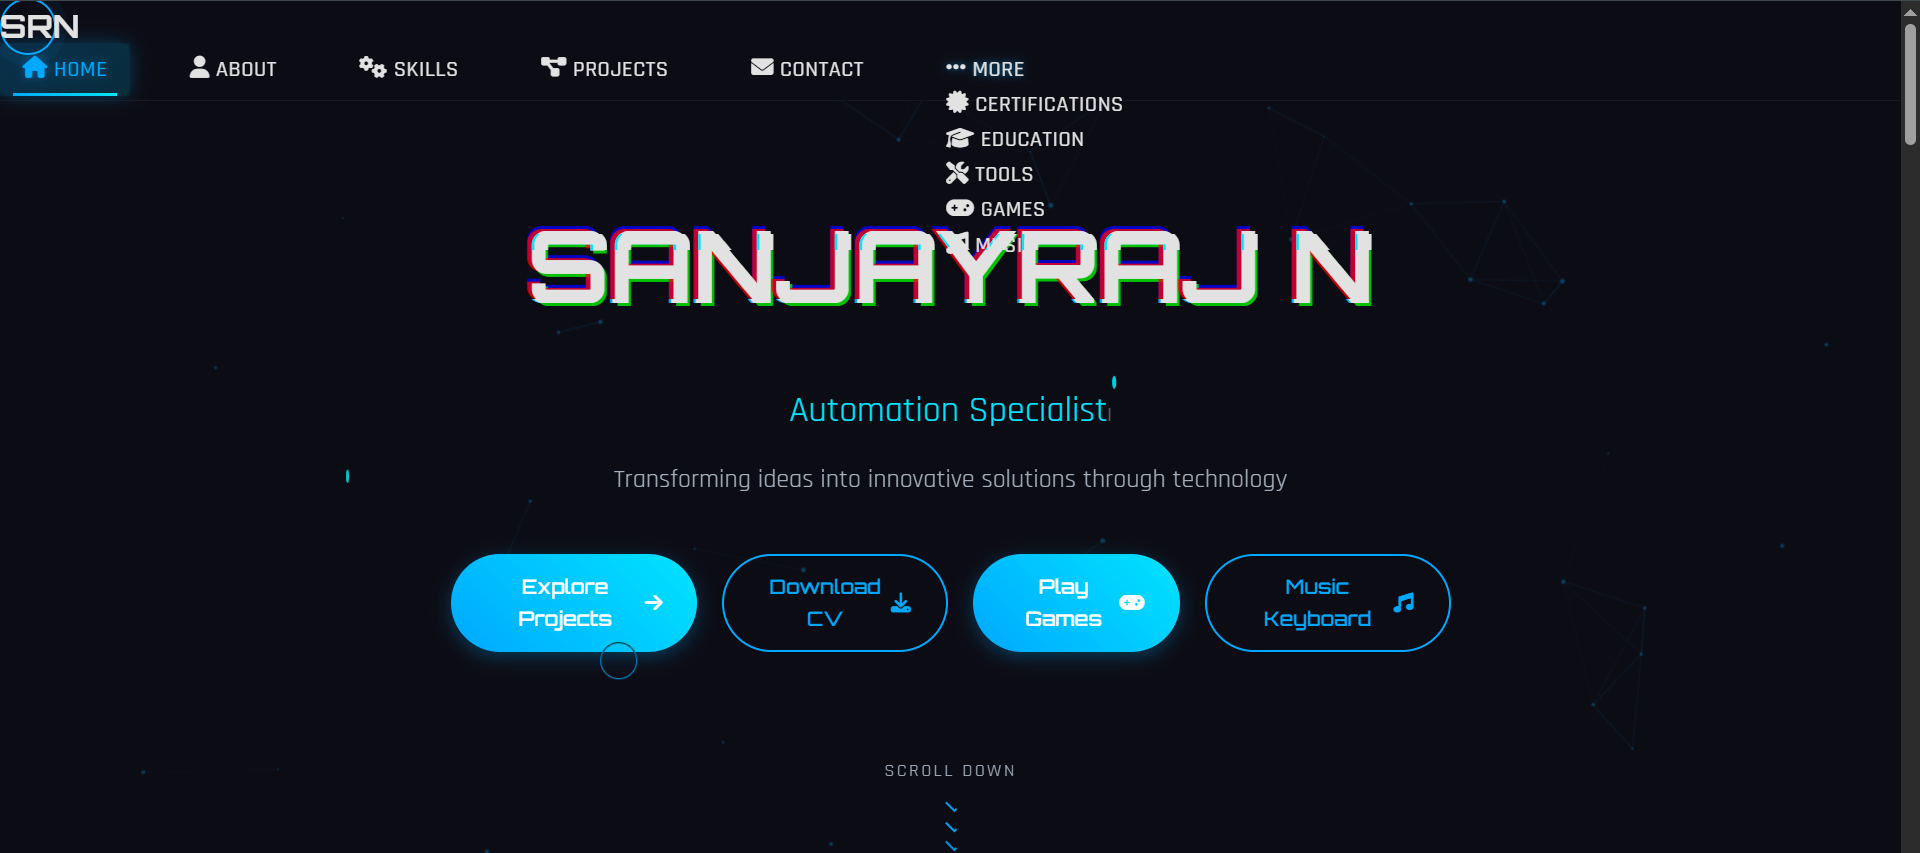 SRN
HOME ABOUT SKILLS PROJECTS CONTACT MORE
CERTIFICATIONS
EDUCATION
TOOLS
GAMES
SANJAYRAJ N
Automation Specialist
Transforming ideas into innovative solutions through technology
Explore
Projects
Download
CV
Play
Games
Music
Keyboard
SCROLL DOWN